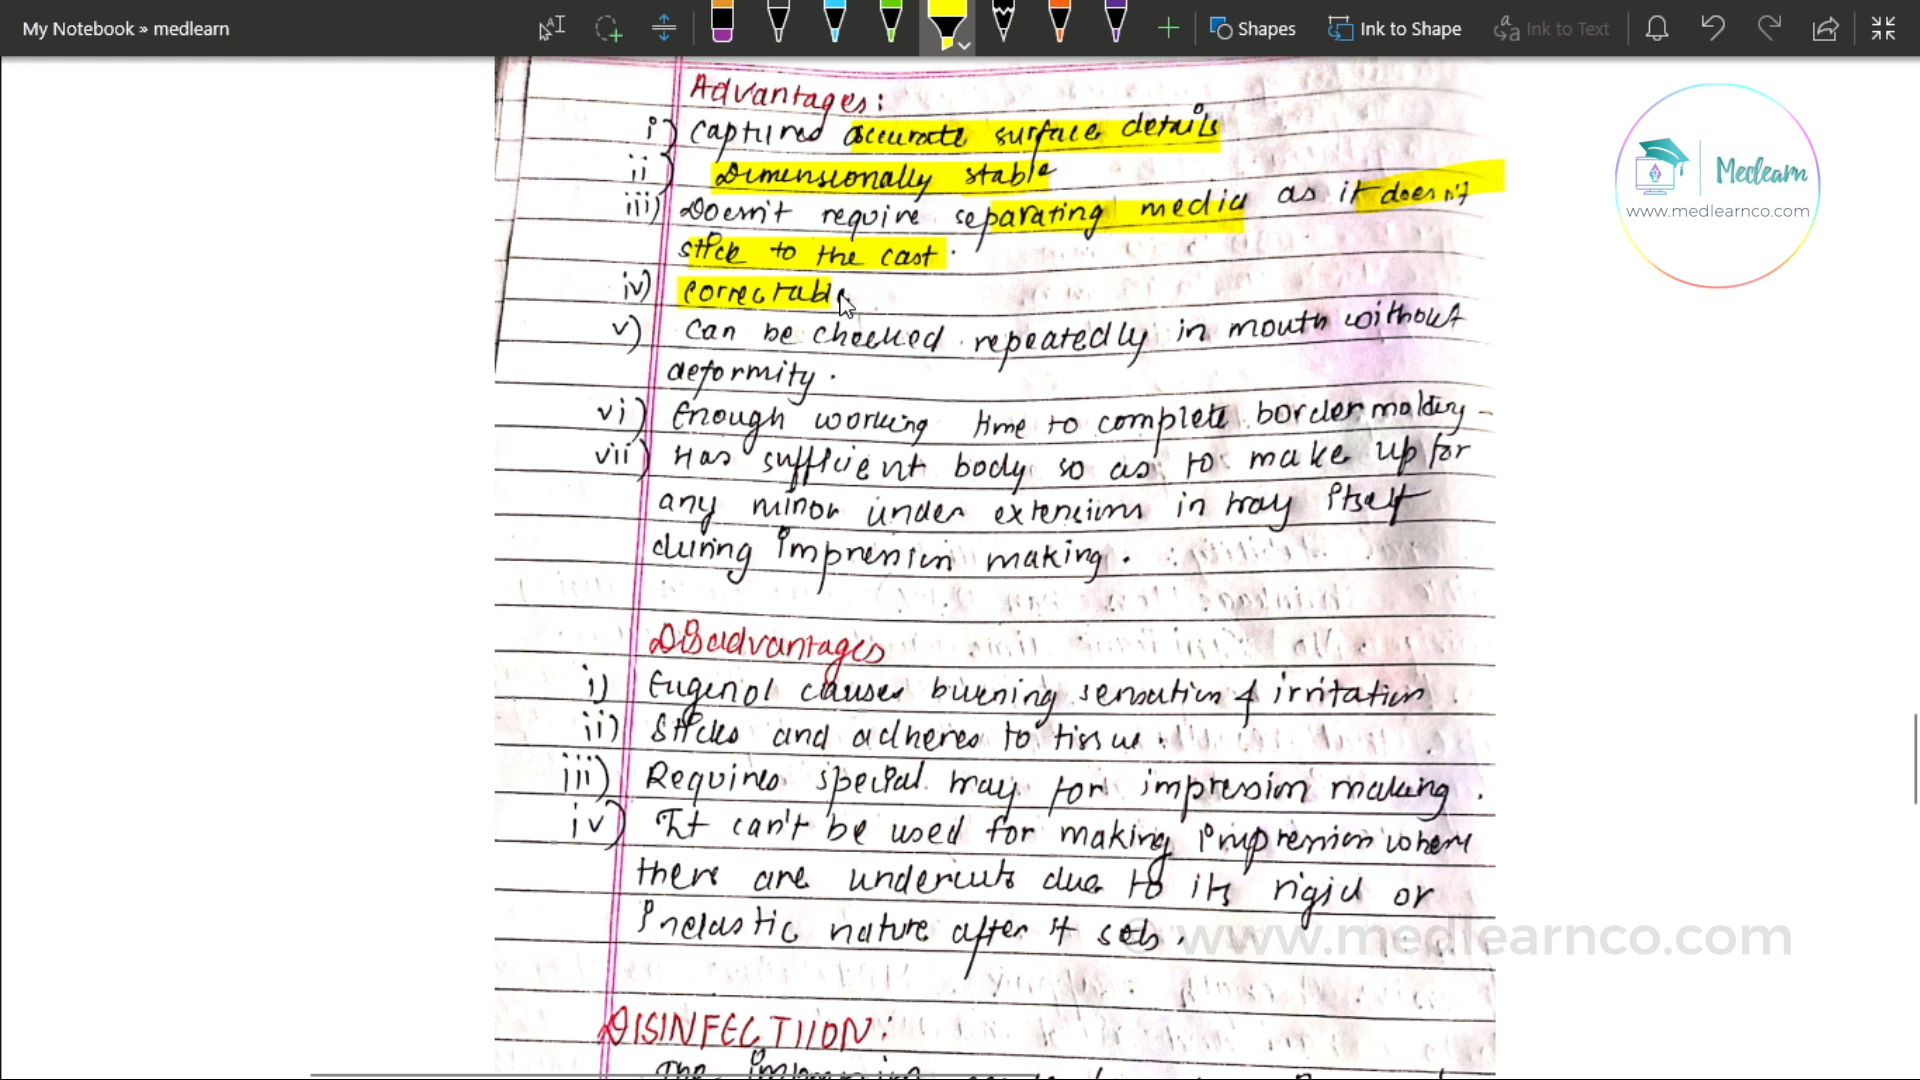 My Notebook » medlearn
Shapes
Ink to Shape
Ink to Text
Advantages:
i) Captured accurate surface details
ii) Dimensionally stable
iii) Doesn't require separating media as it doesn't
stick to the cast.
iv) correctable
v) Can be checked repeatedly in mouth without
deformity.
vi) Enough working time to complete border molding
vii) Has sufficient body so as to make up for
any minor under extensions in tray itself
during impression making.
Disadvantages
i) Eugenol causes burning sensation & irritation.
ii) Sticks and adheres to tissue.
iii) Requires special tray for impression making.
iv) It can't be used for making impression where
there are undercuts due to its rigid or
inelastic nature after it sets.
© www.medlearnco.com
DISINFECTIION:
The impression
Medlearn
www.medlearnco.com